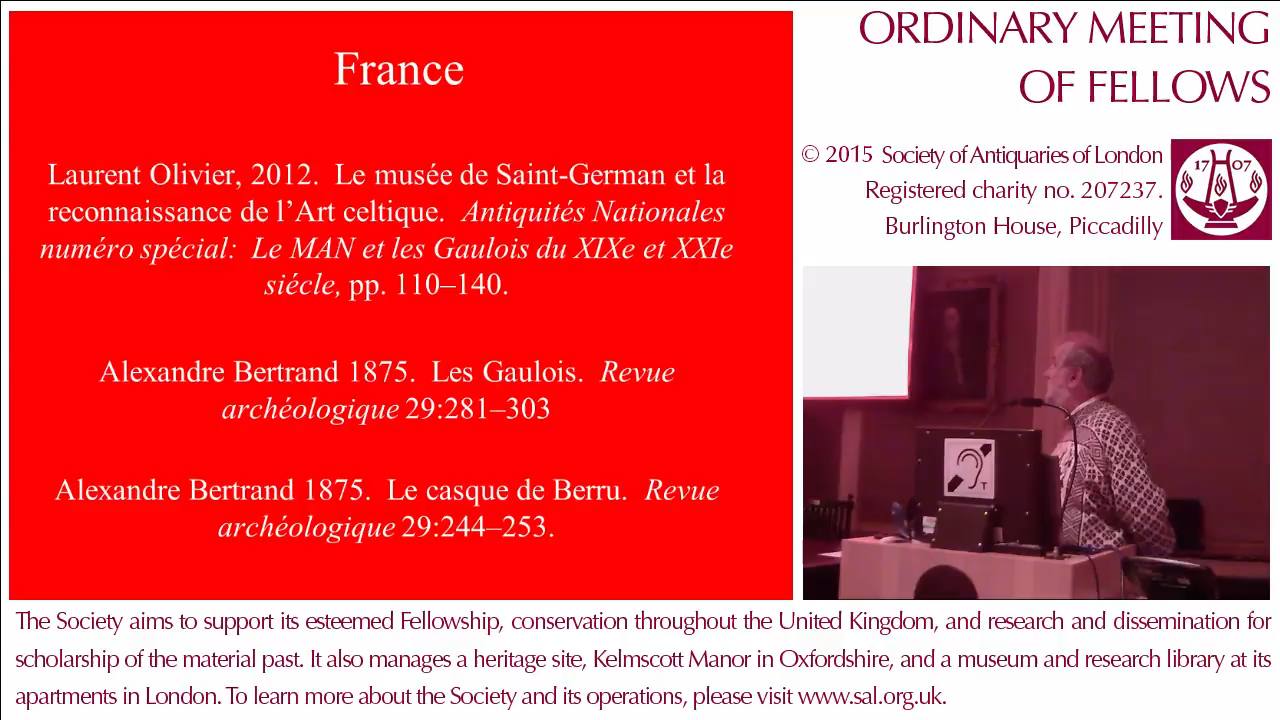 France
Laurent Olivier, 2012. Le musée de Saint-German et la
reconnaissance de l’Art celtique. Antiquités Nationales
numéro spécial: Le MAN et les Gaulois du XIXe et XXIe
siécle, pp. 110–140.
Alexandre Bertrand 1875. Les Gaulois. Revue
archéologique 29:281–303
Alexandre Bertrand 1875. Le casque de Berru. Revue
archéologique 29:244–253.
ORDINARY MEETING
OF FELLOWS
© 2015 Society of Antiquaries of London
Registered charity no. 207237.
Burlington House, Piccadilly
17 07
T
The Society aims to support its esteemed Fellowship, conservation throughout the United Kingdom, and research and dissemination for
scholarship of the material past. It also manages a heritage site, Kelmscott Manor in Oxfordshire, and a museum and research library at its
apartments in London. To learn more about the Society and its operations, please visit www.sal.org.uk.